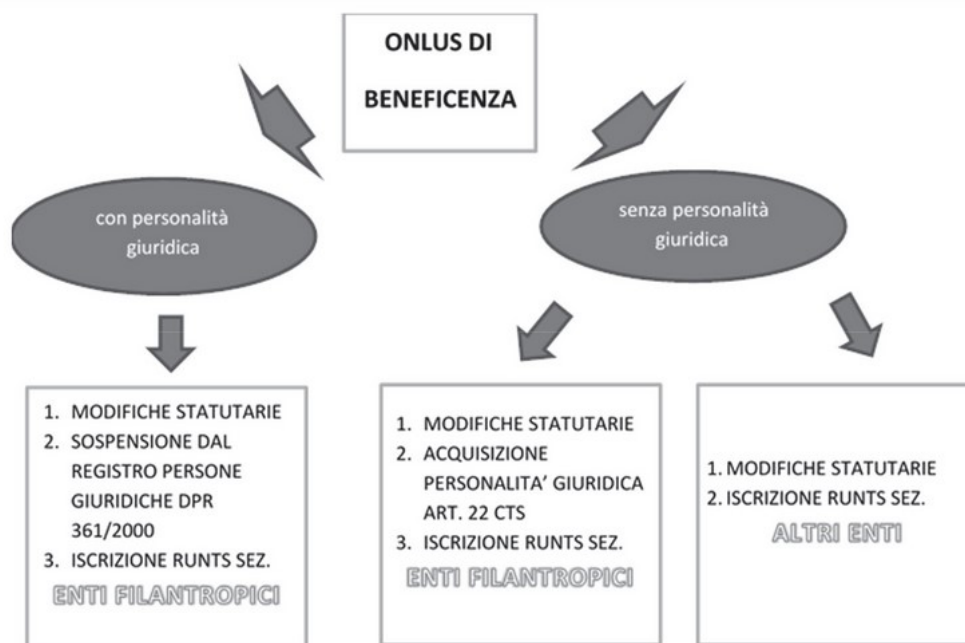 ONLUS DI
BENEFICENZA
con personalità
giuridica
senza personalità
giuridica
1. MODIFICHE STATUTARIE
2. SOSPENSIONE DAL
REGISTRO PERSONE
GIURIDICHE DPR
361/2000
3. ISCRIZIONE RUNTS SEZ.
ENTI FILANTROPICI
1. MODIFICHE STATUTARIE
2. ACQUISIZIONE
PERSONALITA’ GIURIDICA
ART. 22 CTS
3. ISCRIZIONE RUNTS SEZ.
ENTI FILANTROPICI
1. MODIFICHE STATUTARIE
2. ISCRIZIONE RUNTS SEZ.
ALTRI ENTI